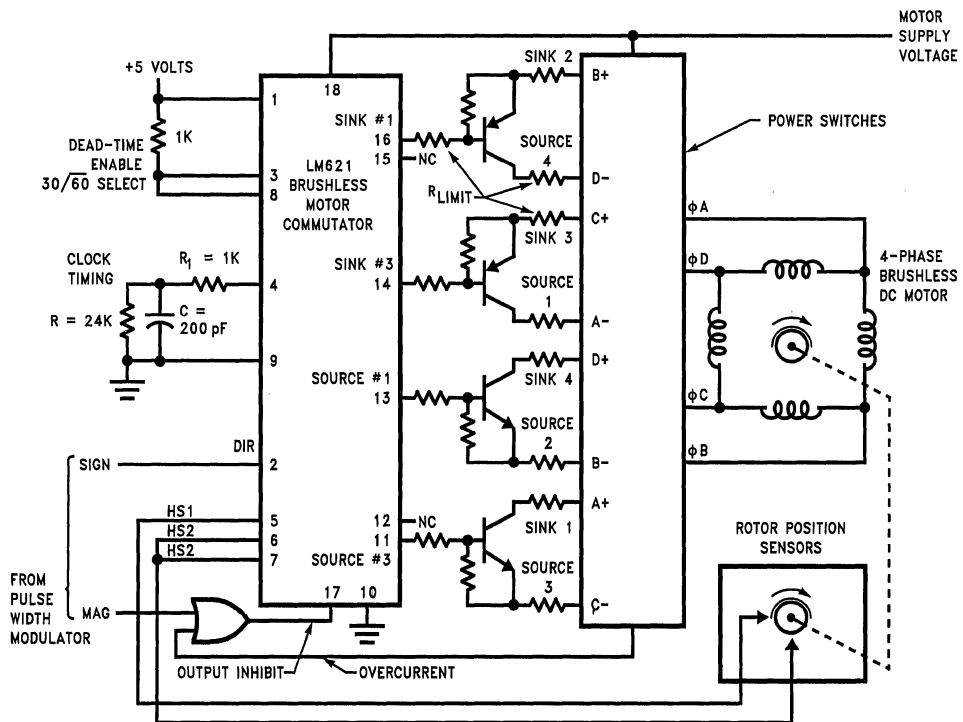 MOTOR
SUPPLY
VOLTAGE
+5 VOLTS
1K
DEAD-TIME
ENABLE
30/60 SELECT
CLOCK
TIMING
R1 = 1K
R = 24K
C =
200 pF
DIR
SIGN
HS1
HS2
HS2
FROM
PULSE
WIDTH
MODULATOR
MAG
18
1
3
8
4
9
2
5
6
7
17
10
LM621
BRUSHLESS
MOTOR
COMMUTATOR
SINK #1
16
15
NC
SINK #3
14
SOURCE #1
13
12
NC
11
SOURCE #3
OUTPUT INHIBIT
OVERCURRENT
SINK 2
SOURCE
4
RLIMIT
SINK 3
SOURCE
1
SINK 4
SOURCE
2
SINK 1
SOURCE
3
B+
D-
C+
A-
D+
B-
A+
C-
POWER SWITCHES
ϕA
ϕD
ϕC
ϕB
4-PHASE
BRUSHLESS
DC MOTOR
ROTOR POSITION
SENSORS